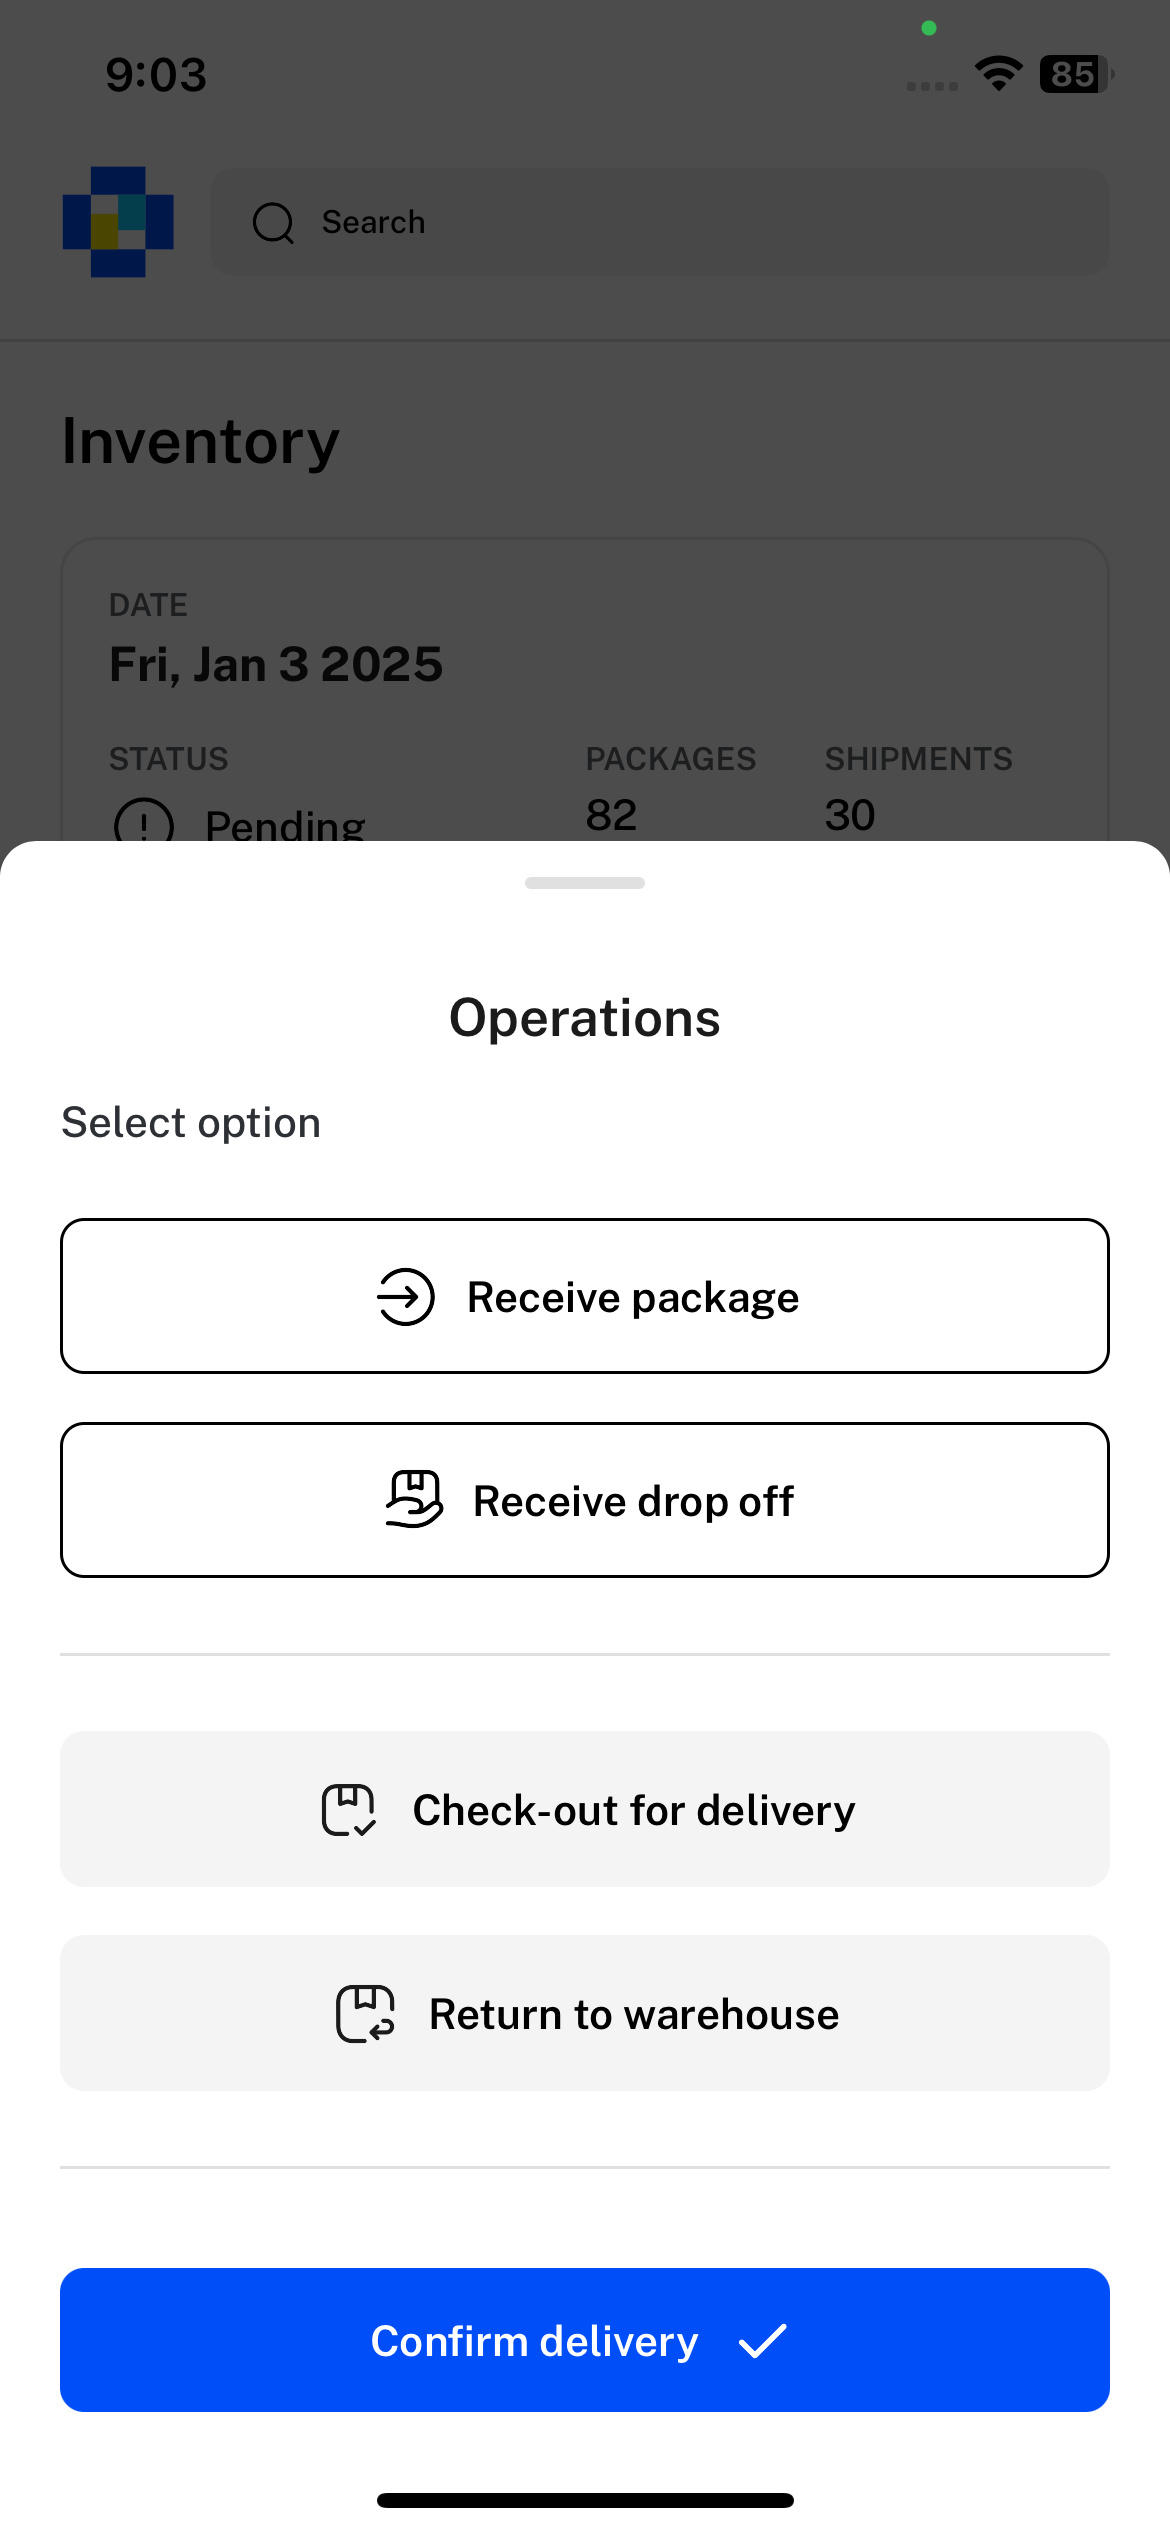 9:03
85
Search
Inventory
DATE
Fri, Jan 3 2025
STATUS PACKAGES SHIPMENTS
Pending 82 30
Operations
Select option
Receive package
Receive drop off
Check-out for delivery
Return to warehouse
Confirm delivery